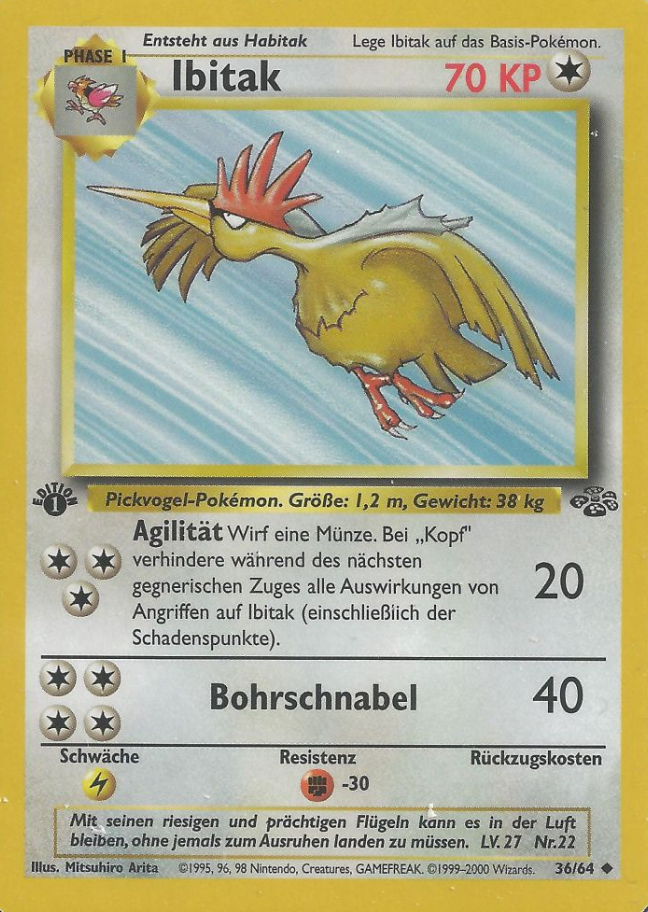 Entsteht aus Habitak
Lege Ibitak auf das Basis-Pokémon.
PHASE 1
Ibitak
70 KP
EDITION
1
Pickvogel-Pokémon. Größe: 1,2 m, Gewicht: 38 kg
Agilität Wirf eine Münze. Bei „Kopf"
verhindere während des nächsten
gegnerischen Zuges alle Auswirkungen von
Angriffen auf Ibitak (einschließlich der
Schadenspunkte).
20
Bohrschnabel
40
Schwäche
Resistenz
Rückzugskosten
-30
Mit seinen riesigen und prächtigen Flügeln kann es in der Luft
bleiben, ohne jemals zum Ausruhen landen zu müssen. LV. 27 Nr.22
Illus. Mitsuhiro Arita ©1995, 96, 98 Nintendo, Creatures, GAMEFREAK. ©1999-2000 Wizards. 36/64